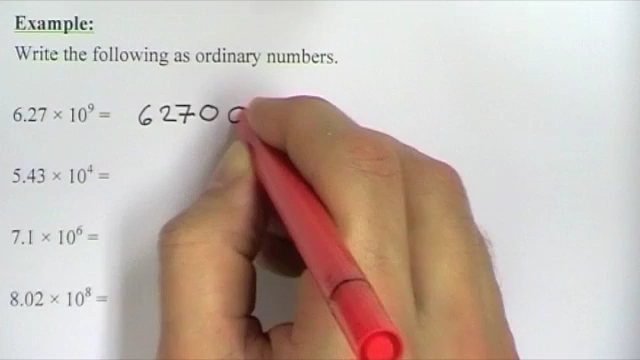 Example:
Write the following as ordinary numbers.
6.27 × 10⁹ = 62700
5.43 × 10⁴ =
7.1 × 10⁶ =
8.02 × 10⁸ =